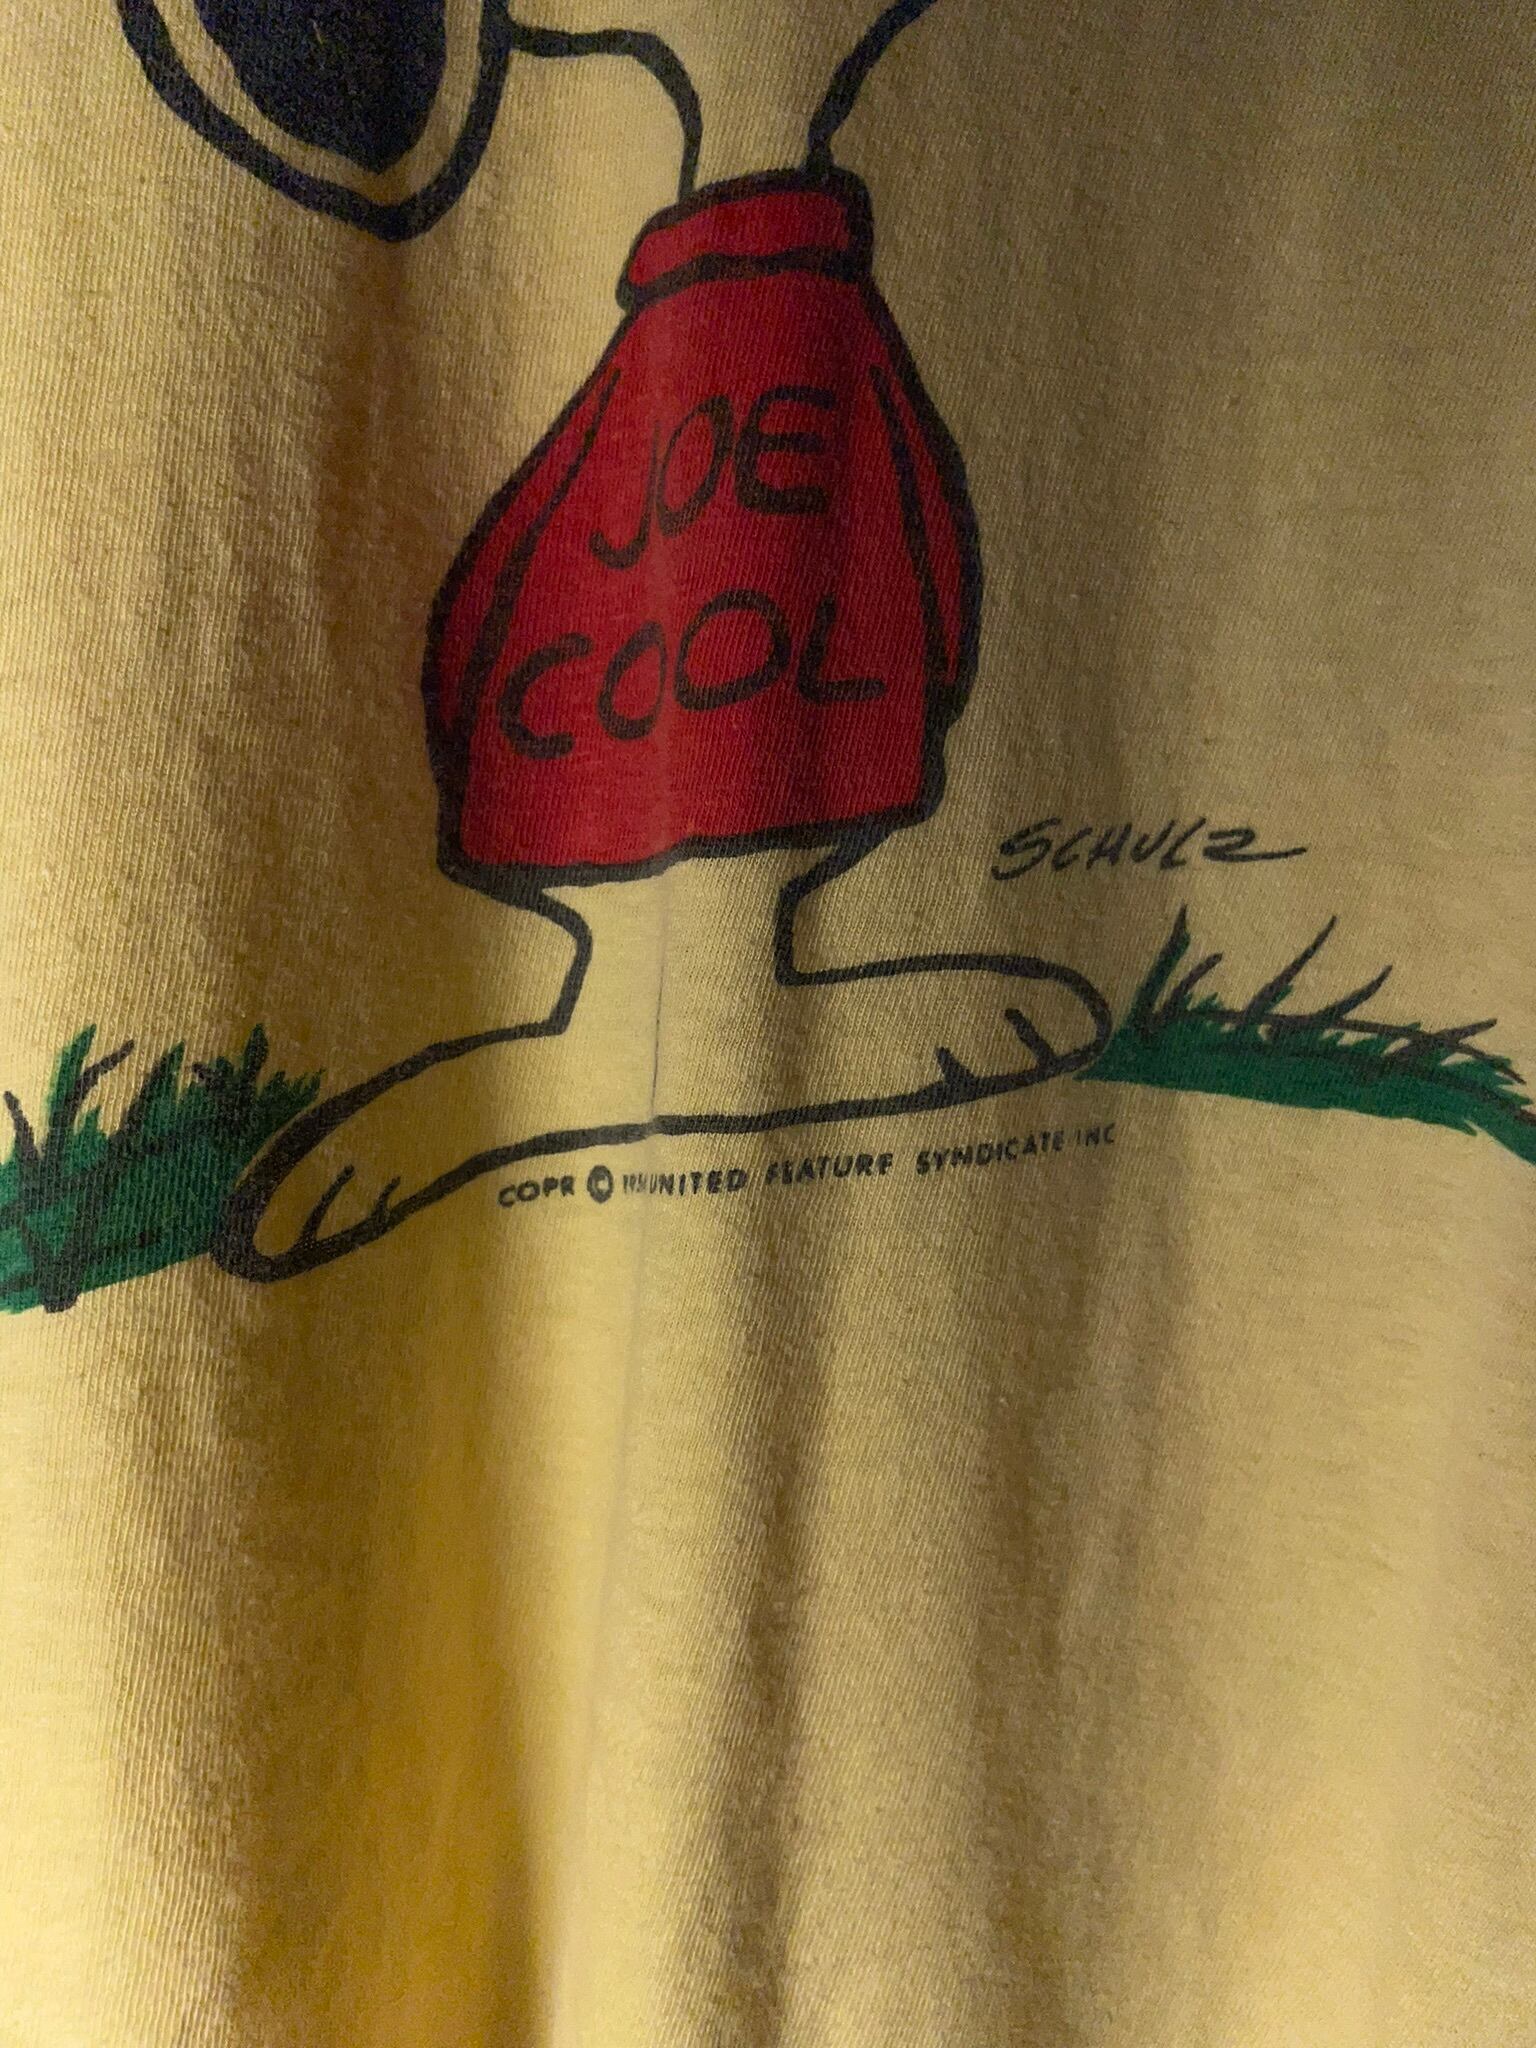 JOE
COOL
SCHULZ
COPR © UNITED FEATURE SYNDICATE INC